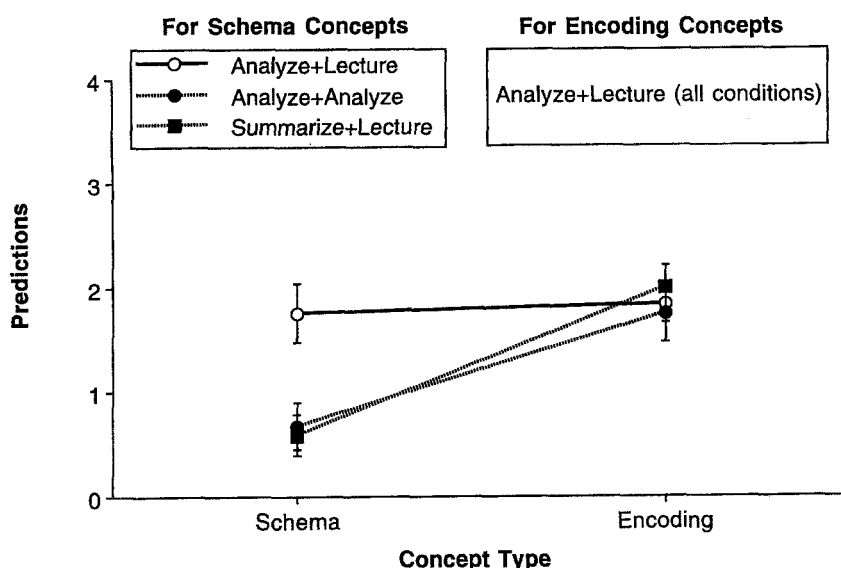 For Schema Concepts
Analyze+Lecture
Analyze+Analyze
Summarize+Lecture
For Encoding Concepts
Analyze+Lecture (all conditions)
Predictions
4
3
2
1
0
Schema
Encoding
Concept Type